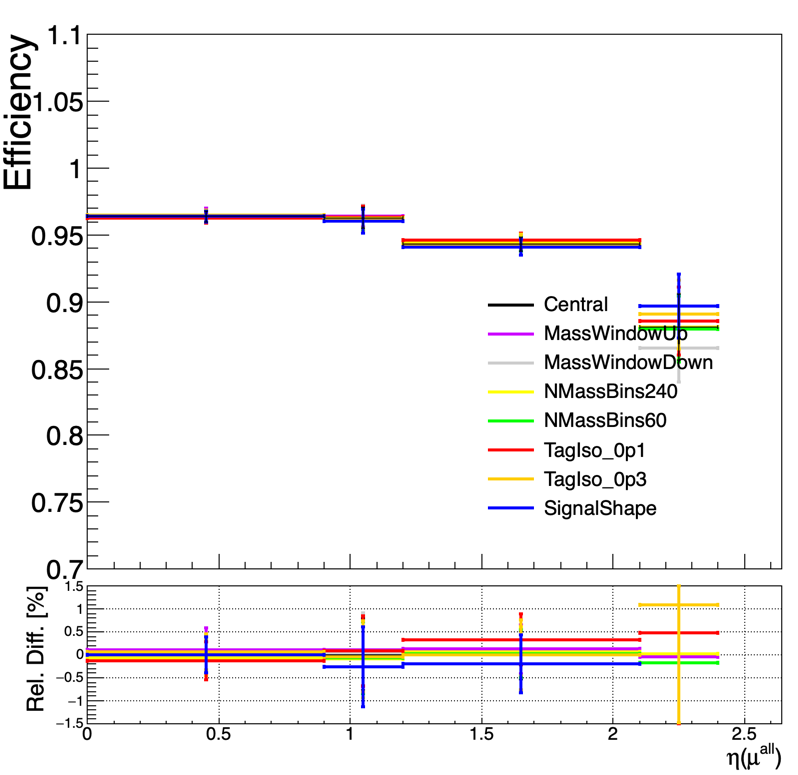 Efficiency
1.1
1.05
1
0.95
0.9
0.85
0.8
0.75
0.7
Central
MassWindowUp
MassWindowDown
NMassBins240
NMassBins60
TagIso_0p1
TagIso_0p3
SignalShape
Rel. Diff. [%]
1.5
1
0.5
0
−0.5
−1
−1.5
0 0.5 1 1.5 2 2.5
η(μ^all)